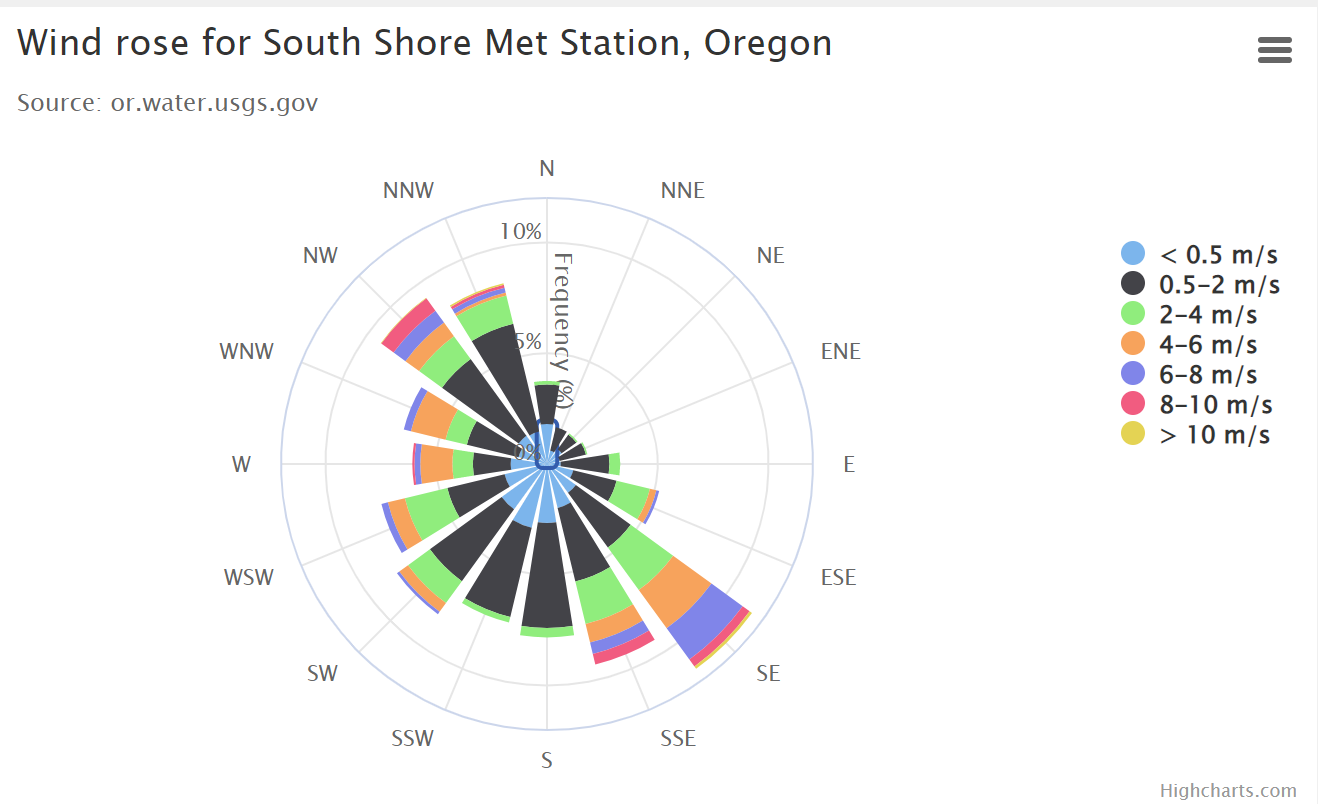 Wind rose for South Shore Met Station, Oregon
Source: or.water.usgs.gov
N
NNE
NE
ENE
E
ESE
SE
SSE
S
SSW
SW
WSW
W
WNW
NW
NNW
10%
5%
0%
Frequency (%)
< 0.5 m/s
0.5–2 m/s
2–4 m/s
4–6 m/s
6–8 m/s
8–10 m/s
> 10 m/s
Highcharts.com